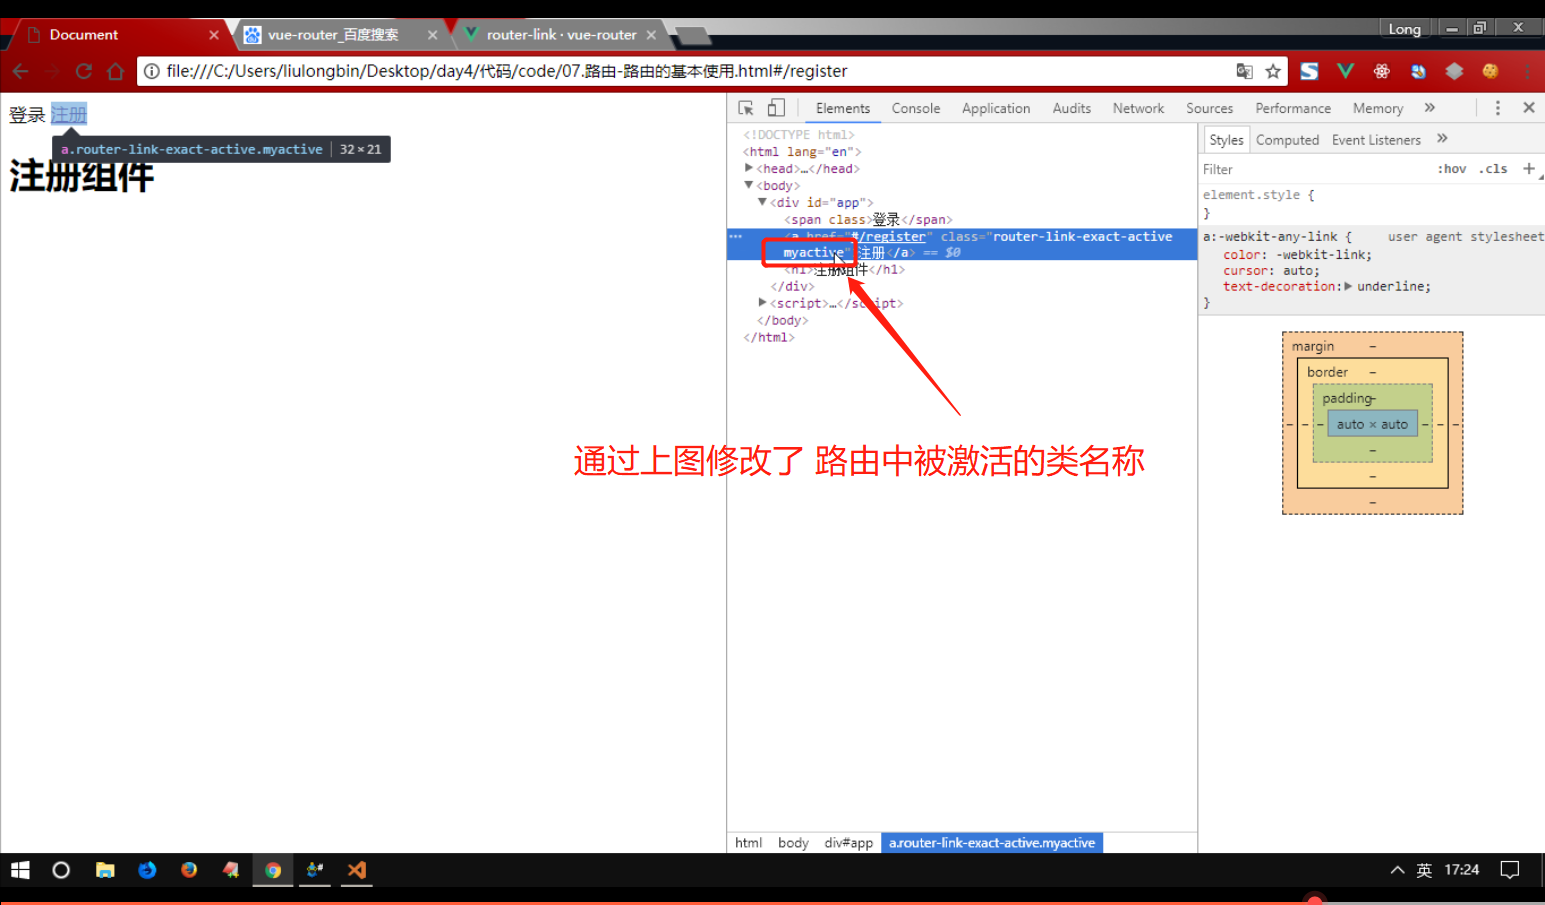 Document
vue-router_百度搜索
router-link · vue-router
Long
file:///C:/Users/liulongbin/Desktop/day4/代码/code/07.路由-路由的基本使用.html#/register
登录 注册
a.router-link-exact-active.myactive | 32 × 21
注册组件
Elements Console Application Audits Network Sources Performance Memory »
<!DOCTYPE html>
<html lang="en">
<head>…</head>
<body>
<div id="app">
<span class>登录</span>
<a href="#/register" class="router-link-exact-active
myactive">注册</a> == $0
<h1>注册组件</h1>
</div>
<script>…</script>
</body>
</html>
通过上图修改了 路由中被激活的类名称
html body div#app a.router-link-exact-active.myactive
Styles Computed Event Listeners »
Filter :hov .cls +
element.style {
}
a:-webkit-any-link { user agent stylesheet
color: -webkit-link;
cursor: auto;
text-decoration: underline;
}
margin –
border –
padding-
– – – auto × auto – – –
–
–
–
英 17:24